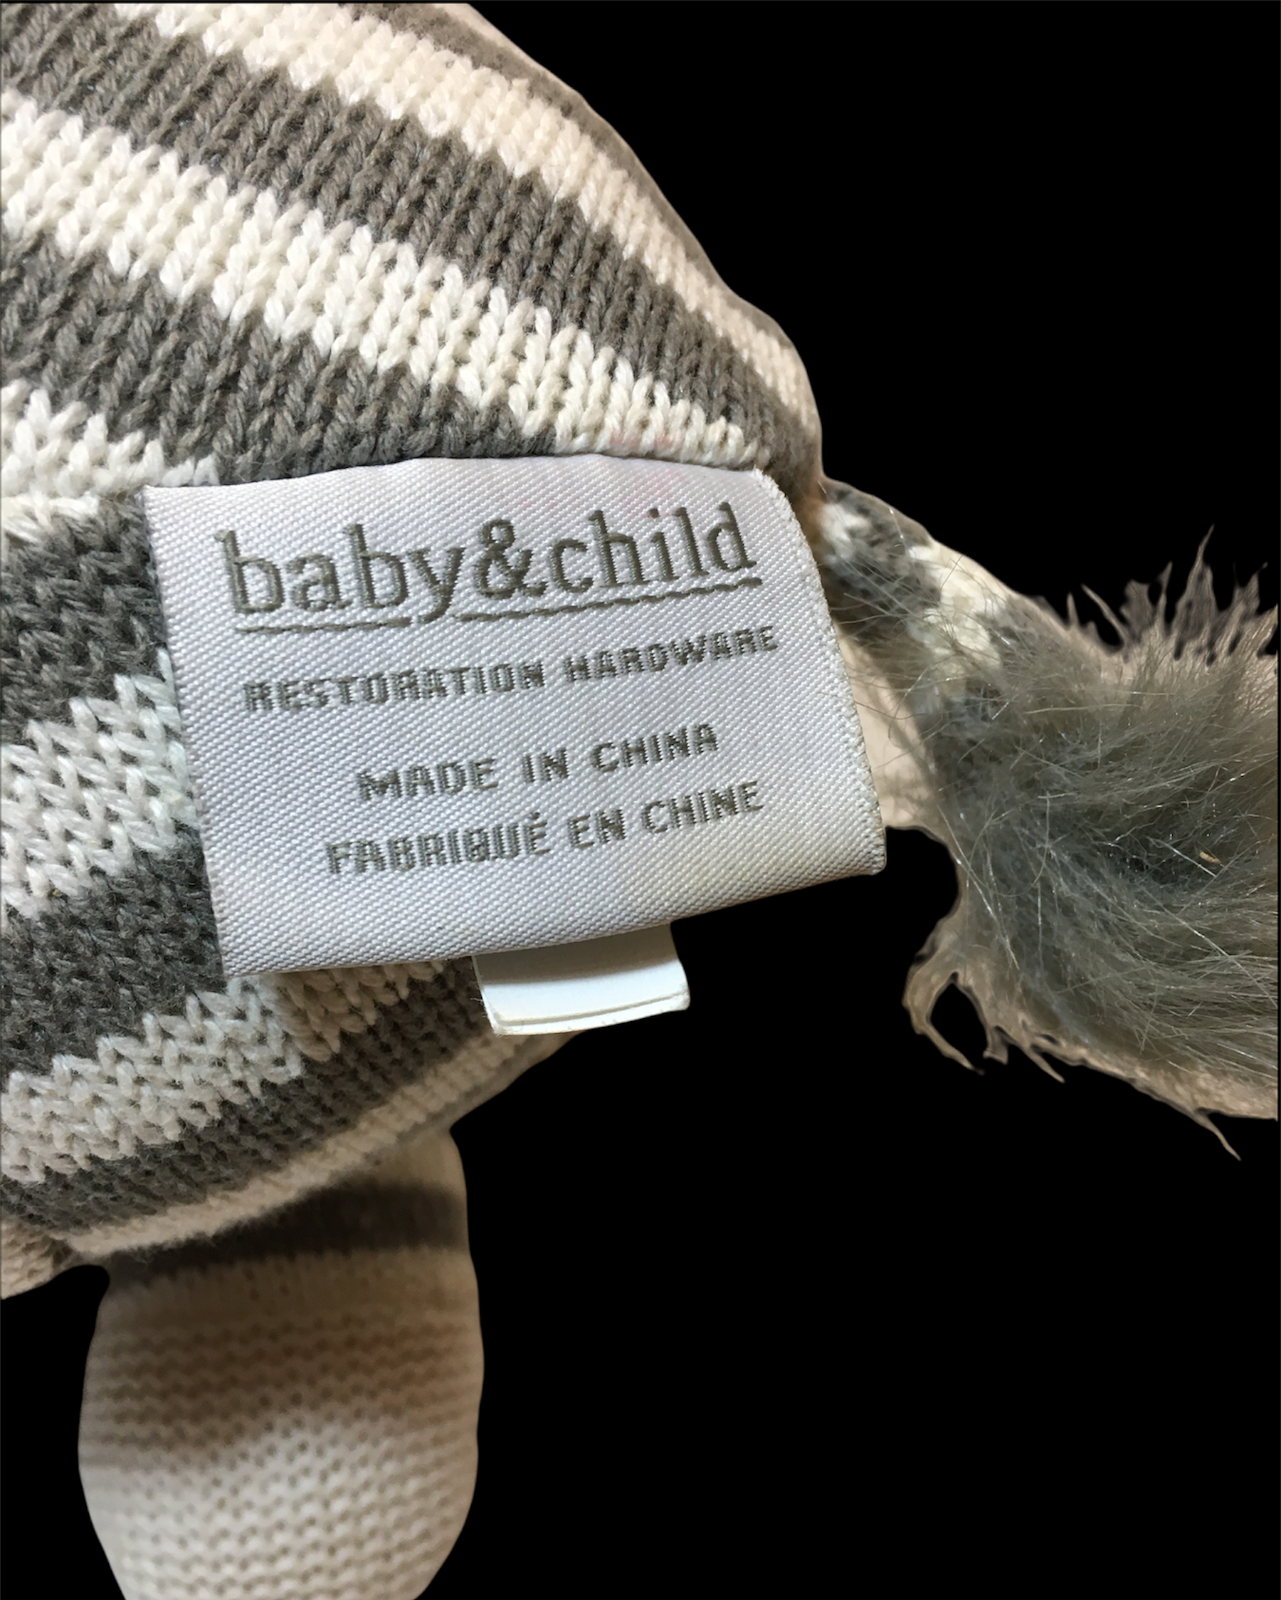 baby&child
RESTORATION HARDWARE
MADE IN CHINA
FABRIQUÉ EN CHINE